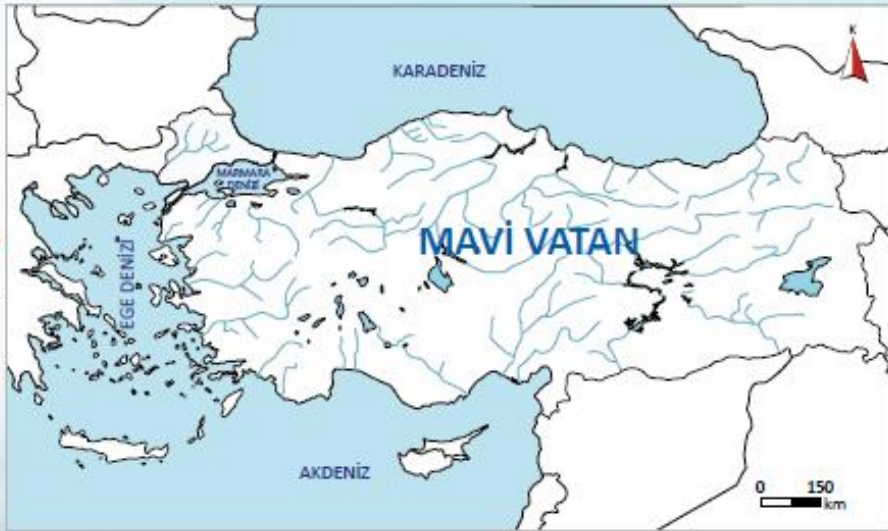 K
KARADENİZ
MARMARA
DENİZİ
MAVİ VATAN
EGE DENİZİ
AKDENİZ
0 150
km